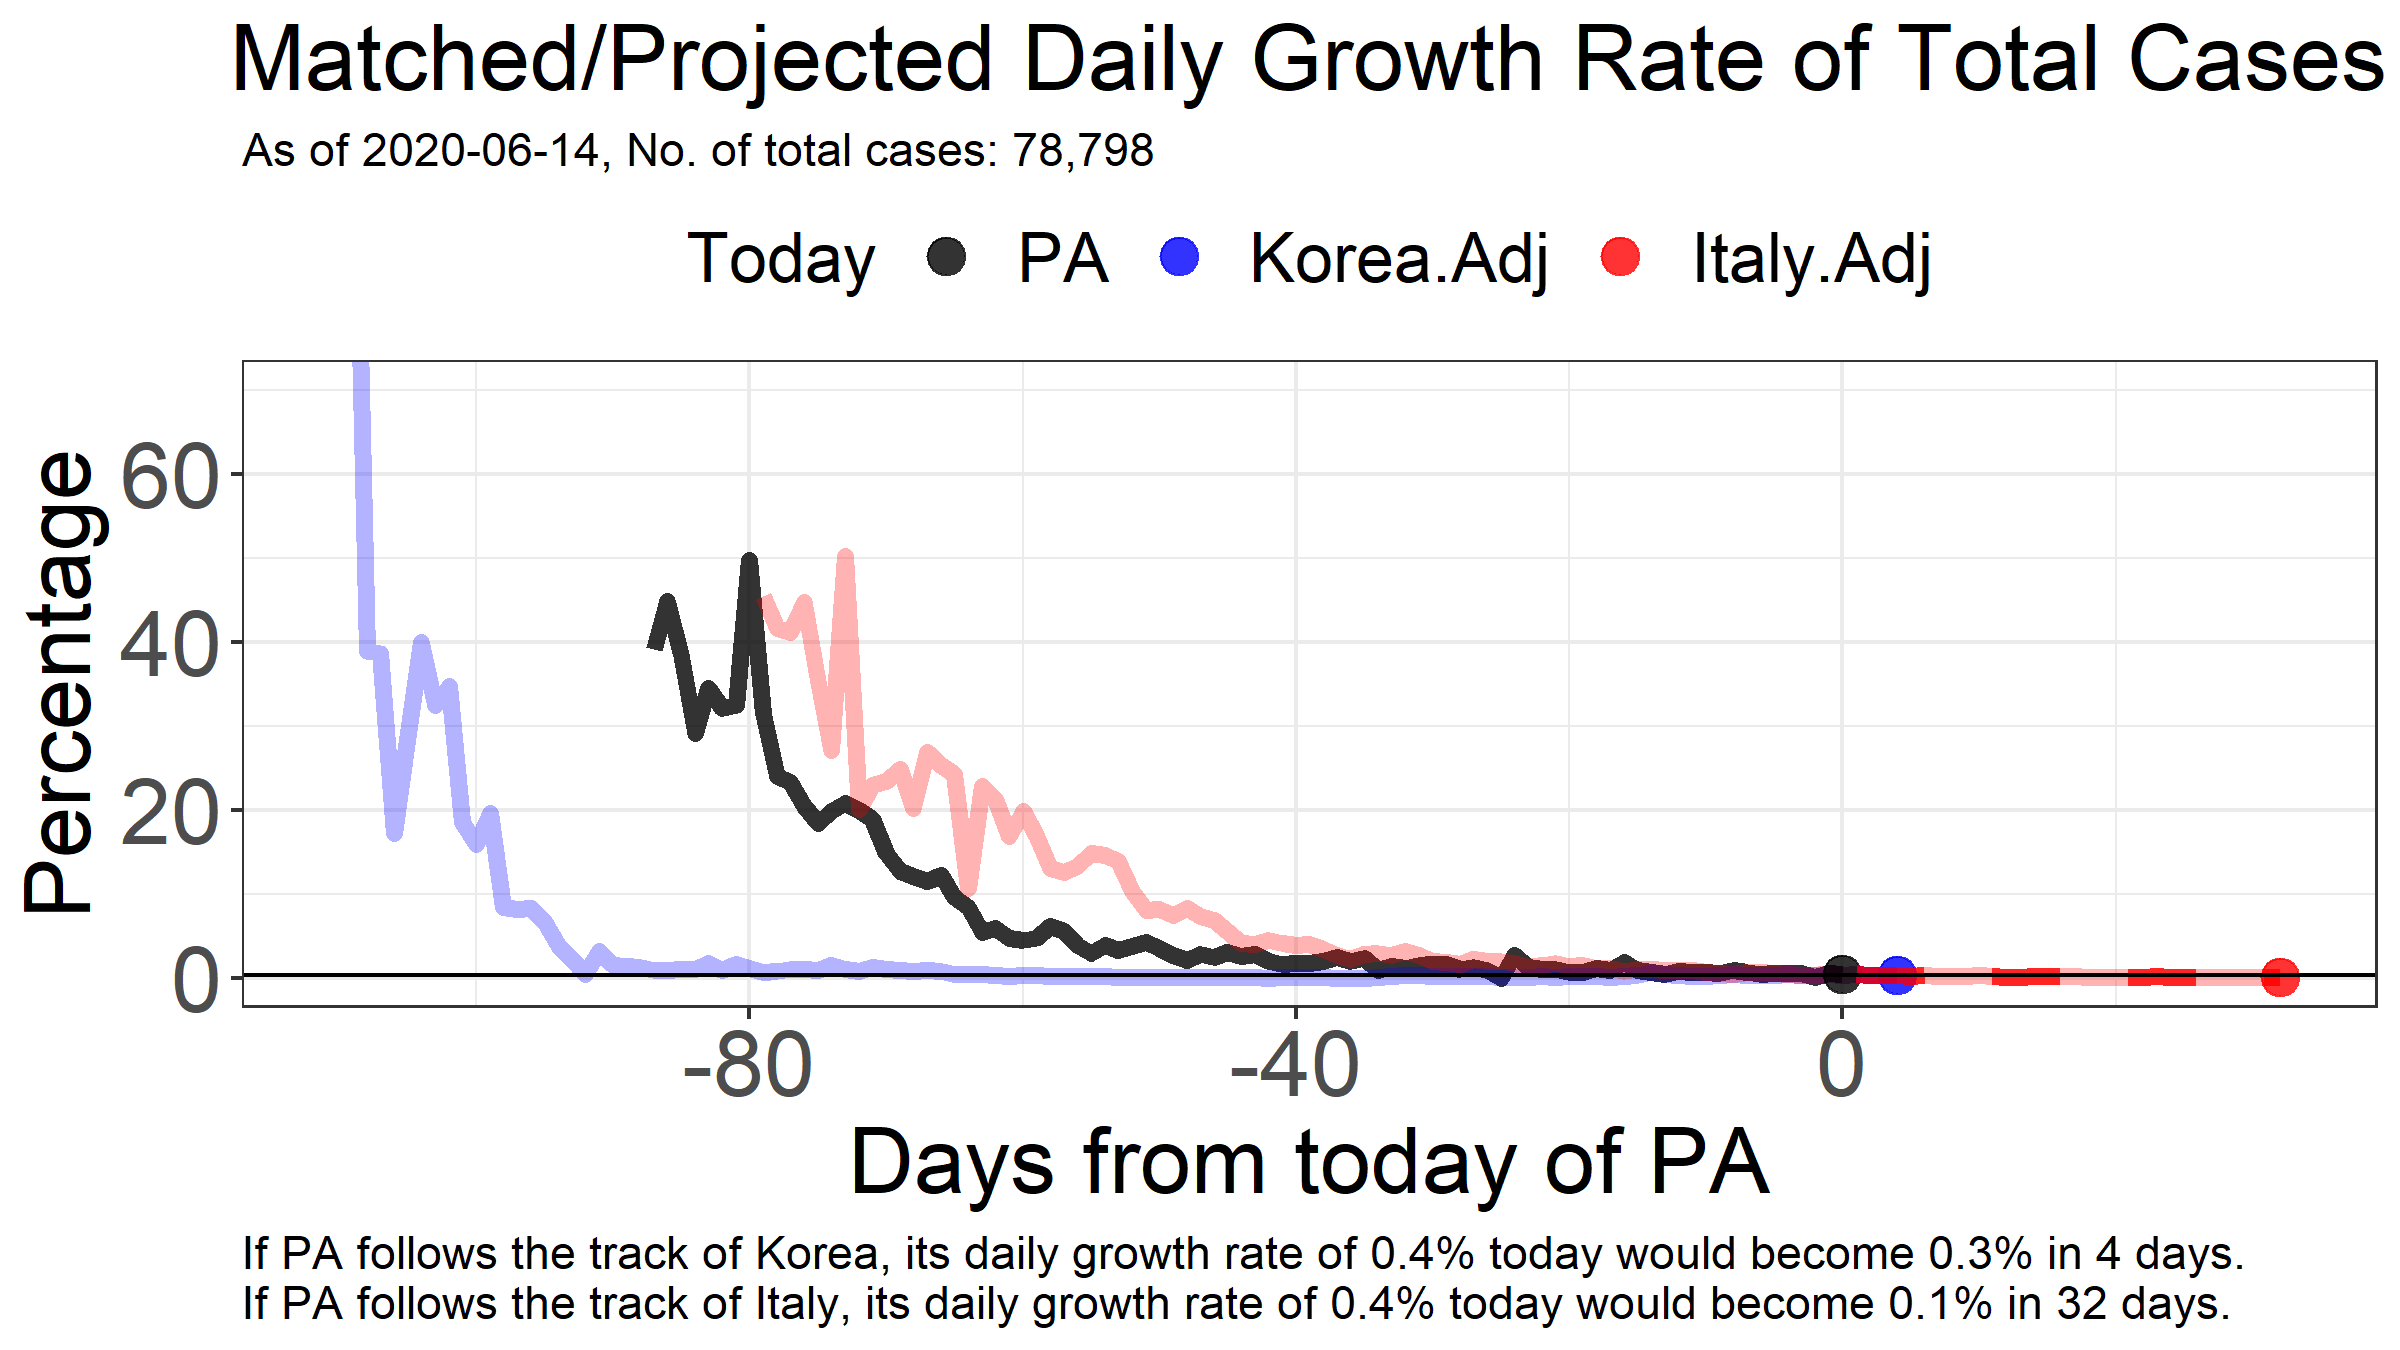 Matched/Projected Daily Growth Rate of Total Cases
As of 2020-06-14, No. of total cases: 78,798
Today PA Korea.Adj Italy.Adj
Percentage
60
40
20
0
-80 -40 0
Days from today of PA
If PA follows the track of Korea, its daily growth rate of 0.4% today would become 0.3% in 4 days.
If PA follows the track of Italy, its daily growth rate of 0.4% today would become 0.1% in 32 days.